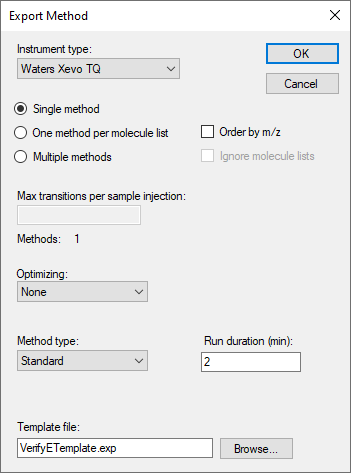 Export Method
Instrument type:
Waters Xevo TQ
OK
Cancel
Single method
One method per molecule list
Order by m/z
Multiple methods
Ignore molecule lists
Max transitions per sample injection:
Methods: 1
Optimizing:
None
Method type:
Run duration (min):
Standard
2
Template file:
VerifyETemplate.exp
Browse...